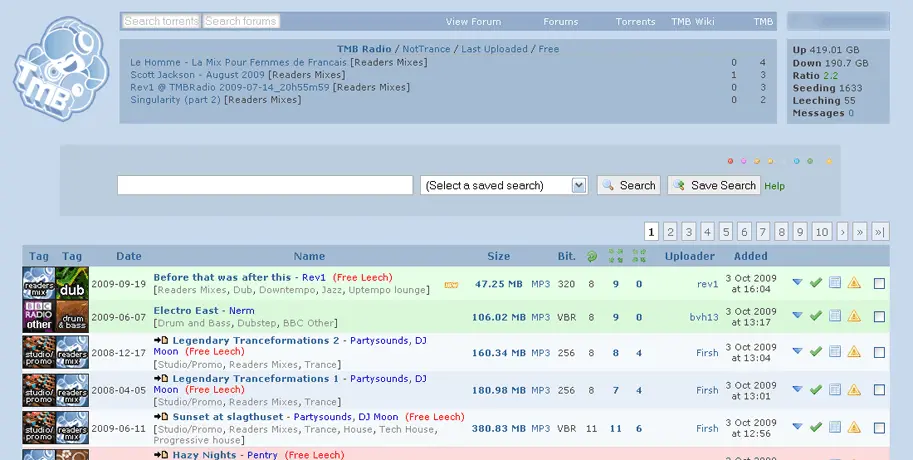 Search torrents Search forums View Forum Forums Torrents TMB Wiki TMB
TMB
TMB Radio / NotTrance / Last Uploaded / Free
Le Homme - La Mix Pour Femmes de Francais [Readers Mixes] 0 4
Scott Jackson - August 2009 [Readers Mixes] 1 3
Rev1 @ TMBRadio 2009-07-14_20h55m59 [Readers Mixes] 0 3
Singularity (part 2) [Readers Mixes] 0 2
Up 419.01 GB
Down 190.7 GB
Ratio 2.2
Seeding 1633
Leeching 55
Messages 0
(Select a saved search) Search Save Search Help
1 2 3 4 5 6 7 8 9 10 › » »|
Tag Tag Date Name Size Bit. Uploader Added
readers mix dub 2009-09-19 Before that was after this - Rev1 (Free Leech) NEW 47.25 MB MP3 320 8 9 0 rev1 3 Oct 2009
at 16:04
[Readers Mixes, Dub, Downtempo, Jazz, Uptempo lounge]
BBC RADIO other drum & bass 2009-06-07 Electro East - Nerm 106.02 MB MP3 VBR 8 9 0 bvh13 3 Oct 2009
at 13:17
[Drum and Bass, Dubstep, BBC Other]
studio/promo readers mix 2008-12-17 Legendary Tranceformations 2 - Partysounds, DJ
Moon (Free Leech) 160.34 MB MP3 256 8 8 4 Firsh 3 Oct 2009
at 13:04
[Studio/Promo, Readers Mixes, Trance]
studio/promo readers mix 2008-04-05 Legendary Tranceformations 1 - Partysounds, DJ
Moon (Free Leech) 180.98 MB MP3 256 8 7 4 Firsh 3 Oct 2009
at 13:01
[Studio/Promo, Readers Mixes, Trance]
studio/promo readers mix 2009-06-11 Sunset at slagthuset - Partysounds, DJ Moon (Free Leech) 380.83 MB MP3 VBR 11 11 6 Firsh 3 Oct 2009
at 12:56
[Studio/Promo, Readers Mixes, Trance, House, Tech House,
Progressive house]
Hazy Nights - Pentry (Free Leech) 3 Oct 2009